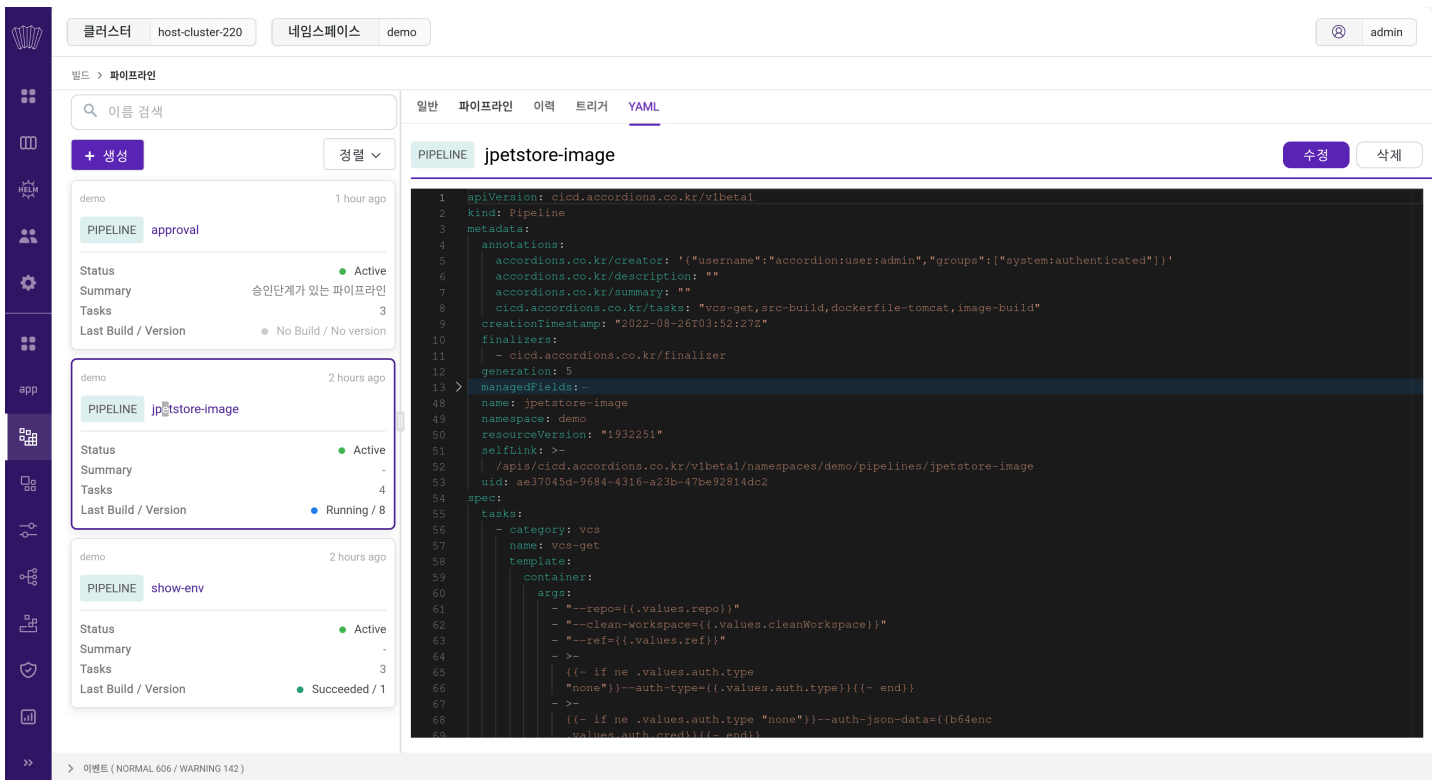 클러스터 host-cluster-220 네임스페이스 demo admin
빌드 > 파이프라인
HELM
app
이름 검색
+ 생성 정렬
demo 1 hour ago
PIPELINE approval
Status Active
Summary 승인단계가 있는 파이프라인
Tasks 3
Last Build / Version No Build / No version
demo 2 hours ago
PIPELINE jpetstore-image
Status Active
Summary -
Tasks 4
Last Build / Version Running / 8
demo 2 hours ago
PIPELINE show-env
Status Active
Summary -
Tasks 3
Last Build / Version Succeeded / 1
일반 파이프라인 이력 트리거 YAML
PIPELINE jpetstore-image 수정 삭제
1 apiVersion: cicd.accordions.co.kr/v1beta1
2 kind: Pipeline
3 metadata:
4 annotations:
5 accordions.co.kr/creator: '{"username":"accordion:user:admin","groups":["system:authenticated"]}'
6 accordions.co.kr/description: ""
7 accordions.co.kr/summary: ""
8 cicd.accordions.co.kr/tasks: "vcs-get,src-build,dockerfile-tomcat,image-build"
9 creationTimestamp: "2022-08-26T03:52:27Z"
10 finalizers:
11 - cicd.accordions.co.kr/finalizer
12 generation: 5
13 managedFields: …
48 name: jpetstore-image
49 namespace: demo
50 resourceVersion: "1932251"
51 selfLink: >-
52 /apis/cicd.accordions.co.kr/v1beta1/namespaces/demo/pipelines/jpetstore-image
53 uid: ae37045d-9684-4316-a23b-47be92814dc2
54 spec:
55 tasks:
56 - category: vcs
57 name: vcs-get
58 template:
59 container:
60 args:
61 - "--repo={{.values.repo}}"
62 - "--clean-workspace={{.values.cleanWorkspace}}"
63 - "--ref={{.values.ref}}"
64 - >-
65 {{- if ne .values.auth.type
66 "none"}}--auth-type={{.values.auth.type}}{{- end}}
67 - >-
68 {{- if ne .values.auth.type "none"}}--auth-json-data={{b64enc
69 .values.auth.cred}}{{- end}}
> 이벤트 ( NORMAL 606 / WARNING 142 )